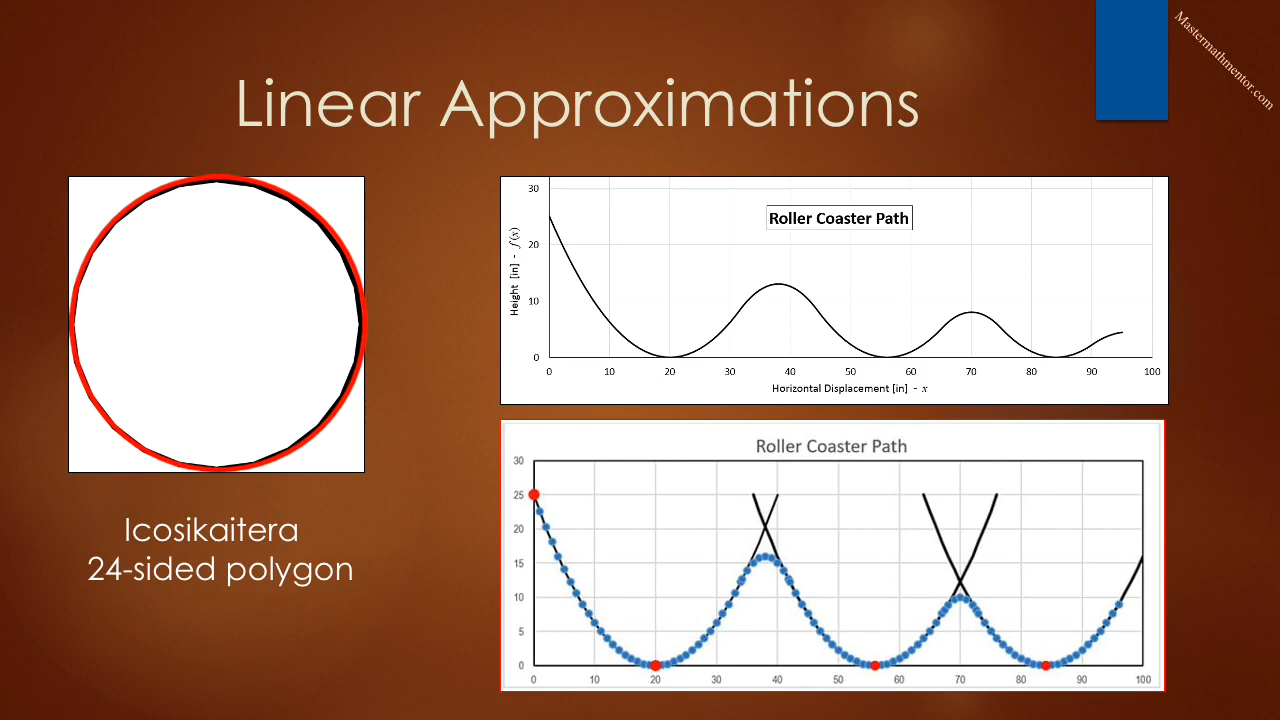 Mastermathmentor.com
Linear Approximations
Icosikaitera
24-sided polygon
Roller Coaster Path
Height [in] - f(x)
30
20
10
0
0 10 20 30 40 50 60 70 80 90 100
Horizontal Displacement [in] - x
Roller Coaster Path
30
25
20
15
10
5
0
0 10 20 30 40 50 60 70 80 90 100